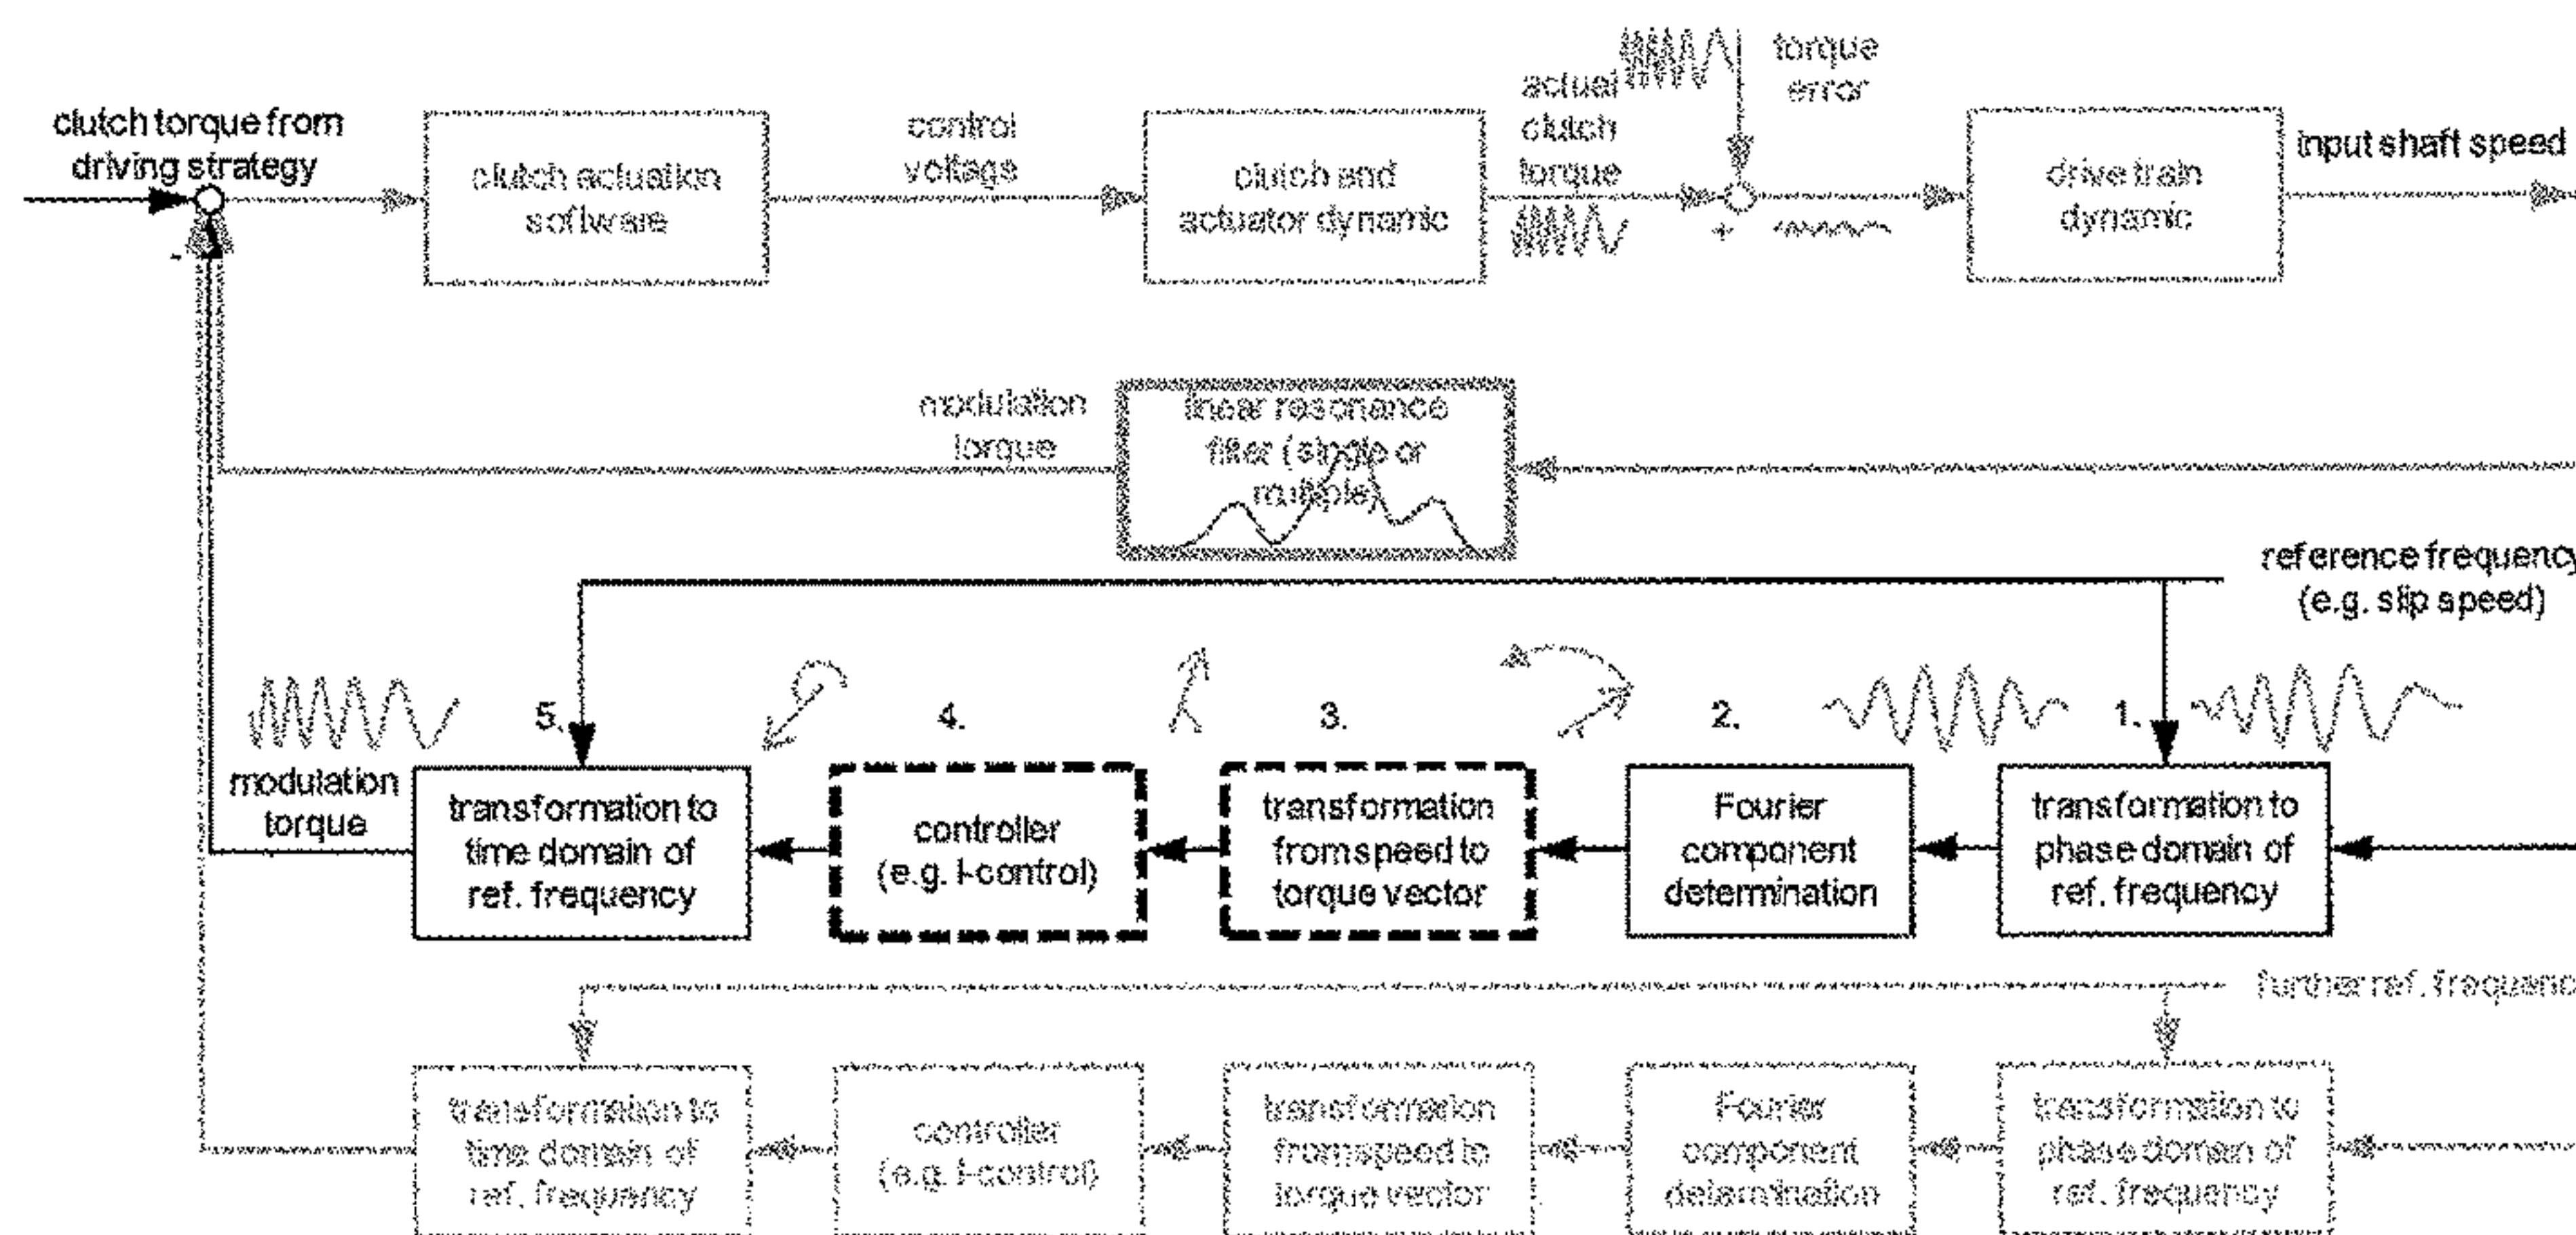 clutch torque from
driving strategy
-
clutch actuation
software
control
voltage
clutch and
actuator dynamic
actual
clutch
torque
torque
error
+
drive train
dynamic
input shaft speed
modulation
torque
linear resonance
filter (single or
multiple)
reference frequency
(e.g. slip speed)
5.
4.
3.
2.
1.
modulation
torque
transformation to
time domain of
ref. frequency
controller
(e.g. I-control)
transformation
from speed to
torque vector
Fourier
component
determination
transformation to
phase domain of
ref. frequency
further ref. frequenc
transformation to
time domain of
ref. frequency
controller
(e.g. I-control)
transformation
from speed to
torque vector
Fourier
component
determination
transformation to
phase domain of
ref. frequency